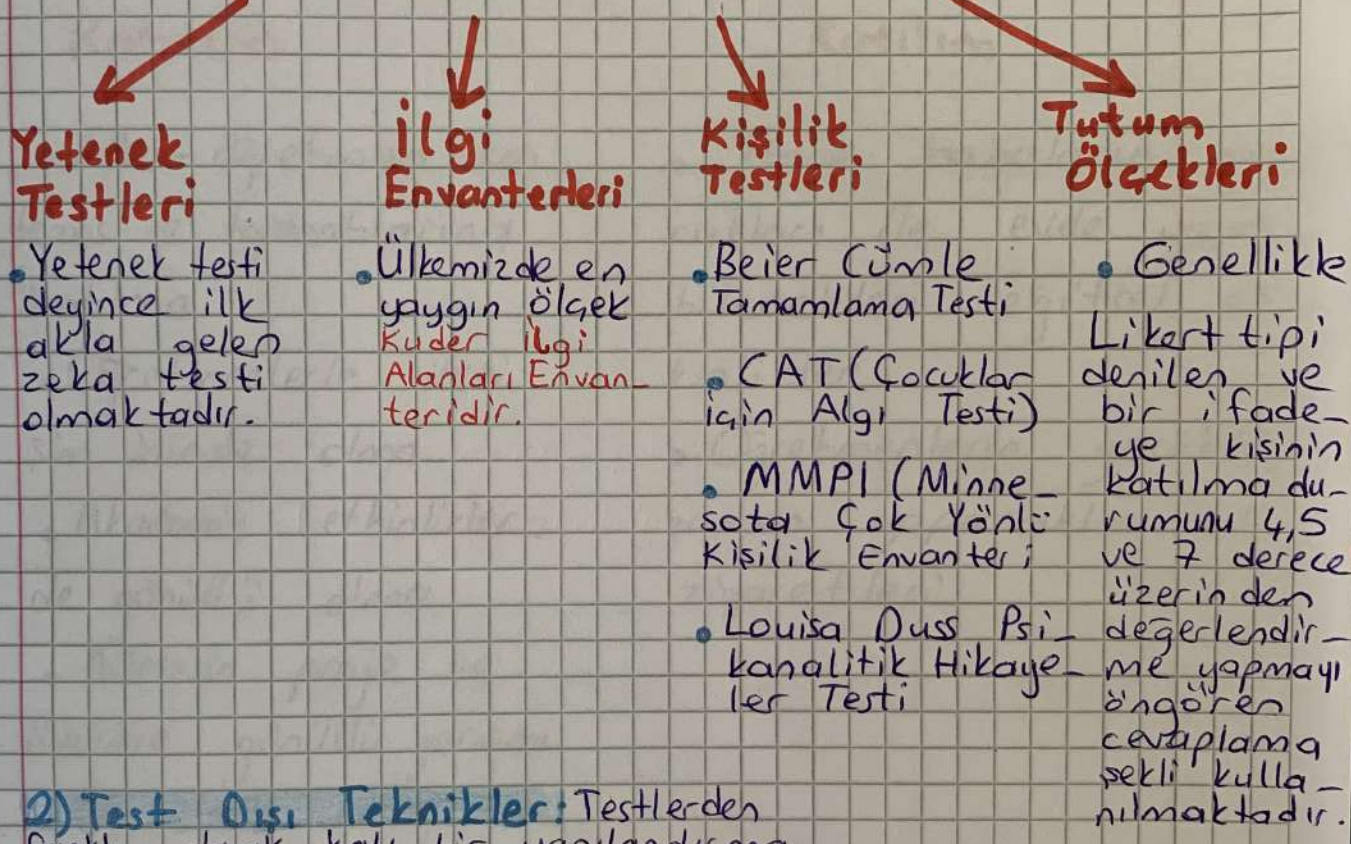 Yetenek
Testleri
• Yetenek testi
deyince ilk
akla gelen
zeka testi
olmaktadır.
İlgi
Envanterleri
• Ülkemizde en
yaygın ölçek
Kuder İlgi
Alanları Envan-
teridir.
Kişilik
Testleri
• Beier Cümle
Tamamlama Testi
• CAT (Çocuklar
için Algı Testi)
• MMPI (Minne-
sota Çok Yönlü
Kişilik Envanteri
• Louisa Duss Psi-
kanalitik Hikaye-
ler Testi
Tutum
Ölçekleri
• Genellikle
Likert tipi
denilen ve
bir ifade-
ye kişinin
katılma du-
rumunu 4,5
ve 7 derece
üzerinden
değerlendir-
me yapmayı
öngören
cevaplama
şekli kulla-
nılmaktadır.
2) Test Dışı Teknikler: Testlerden